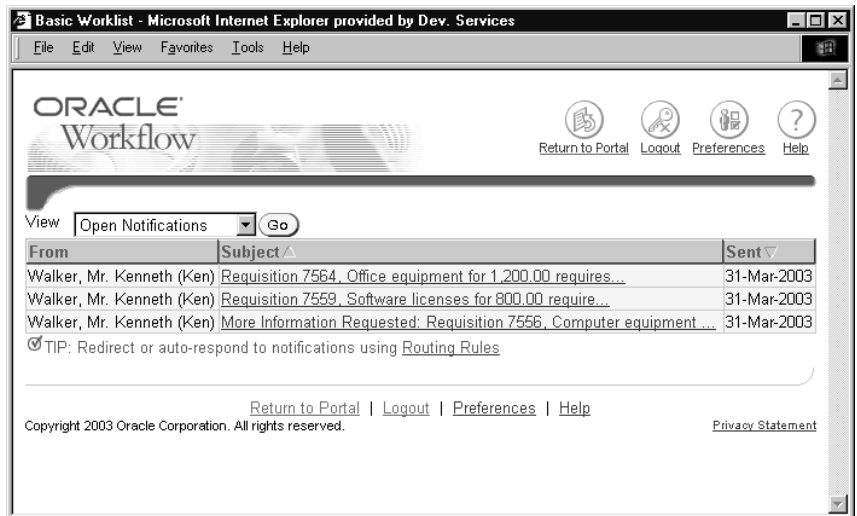 Basic Worklist - Microsoft Internet Explorer provided by Dev. Services
File Edit View Favorites Tools Help
ORACLE
Workflow
Return to Portal Logout Preferences Help
View Open Notifications Go
From Subject Sent
Walker, Mr. Kenneth (Ken) Requisition 7564, Office equipment for 1,200.00 requires... 31-Mar-2003
Walker, Mr. Kenneth (Ken) Requisition 7559, Software licenses for 800.00 require... 31-Mar-2003
Walker, Mr. Kenneth (Ken) More Information Requested: Requisition 7556, Computer equipment ... 31-Mar-2003
TIP: Redirect or auto-respond to notifications using Routing Rules
Return to Portal | Logout | Preferences | Help
Copyright 2003 Oracle Corporation. All rights reserved. Privacy Statement